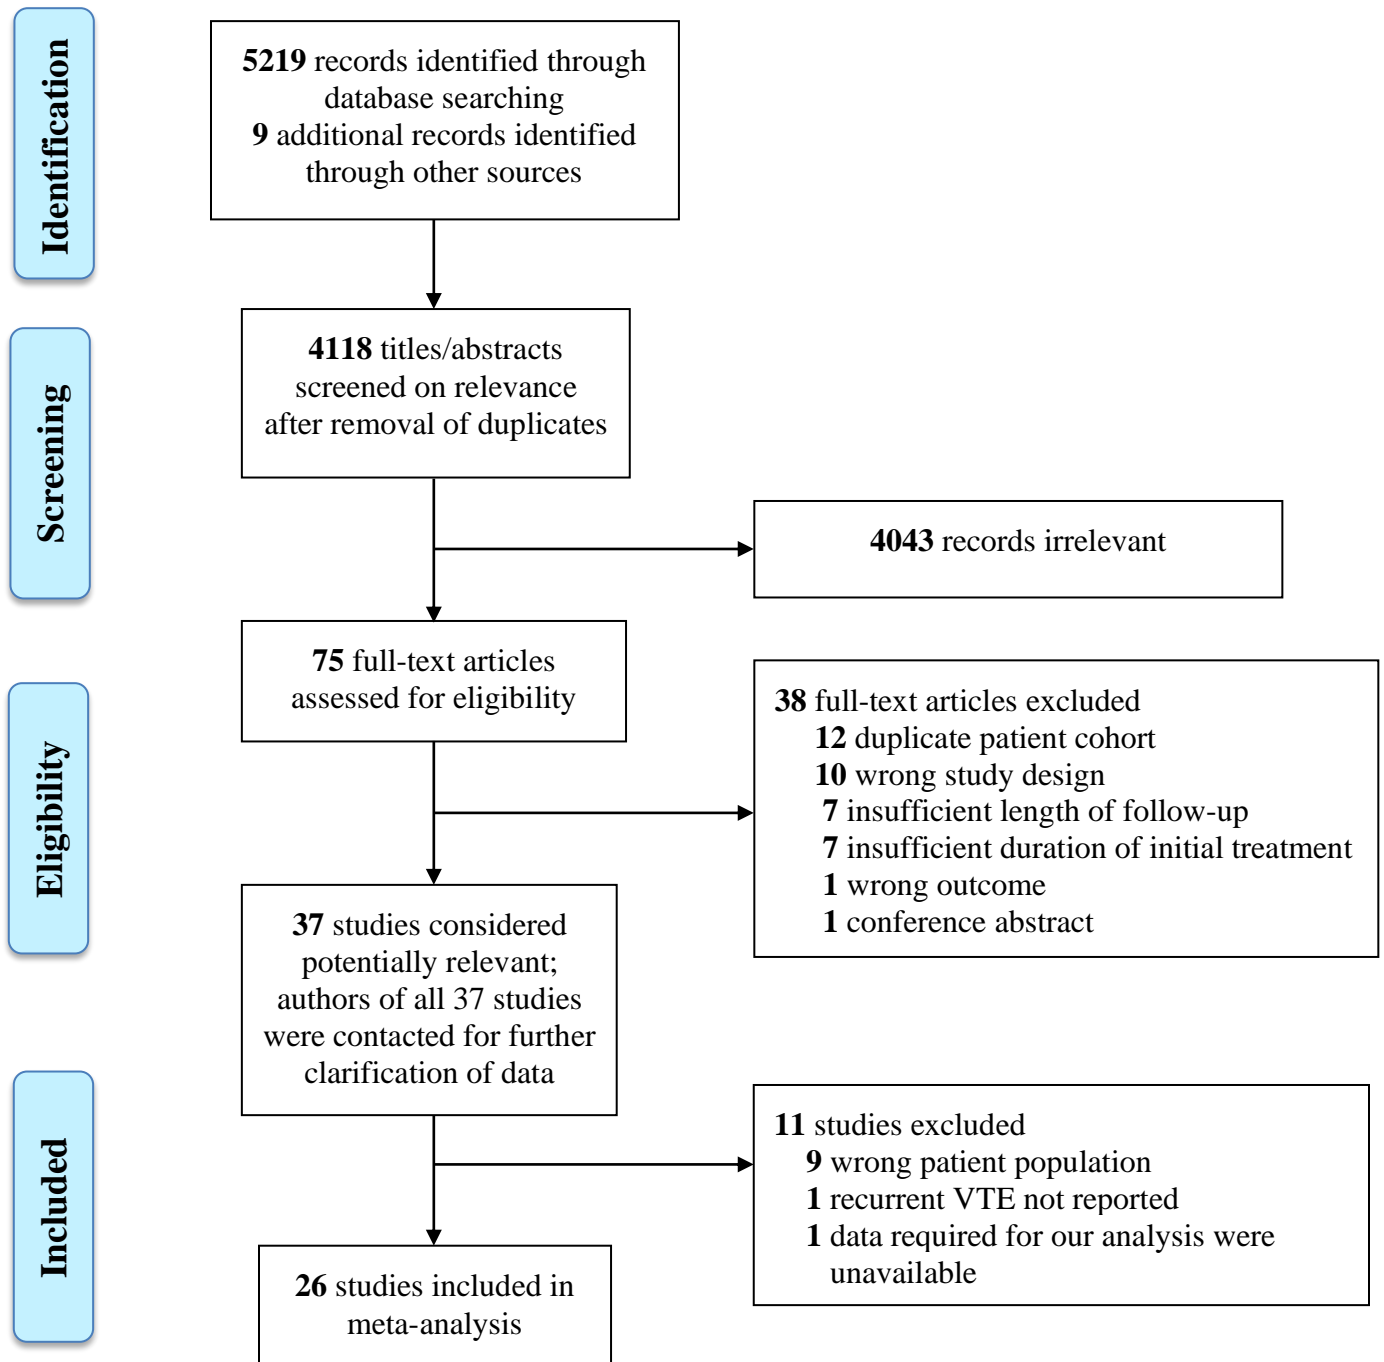 Identification
5219 records identified through
database searching
9 additional records identified
through other sources
Screening
4118 titles/abstracts
screened on relevance
after removal of duplicates
4043 records irrelevant
Eligibility
75 full-text articles
assessed for eligibility
38 full-text articles excluded
12 duplicate patient cohort
10 wrong study design
7 insufficient length of follow-up
7 insufficient duration of initial treatment
1 wrong outcome
1 conference abstract
37 studies considered
potentially relevant;
authors of all 37 studies
were contacted for further
clarification of data
Included
11 studies excluded
9 wrong patient population
1 recurrent VTE not reported
1 data required for our analysis were
unavailable
26 studies included in
meta-analysis